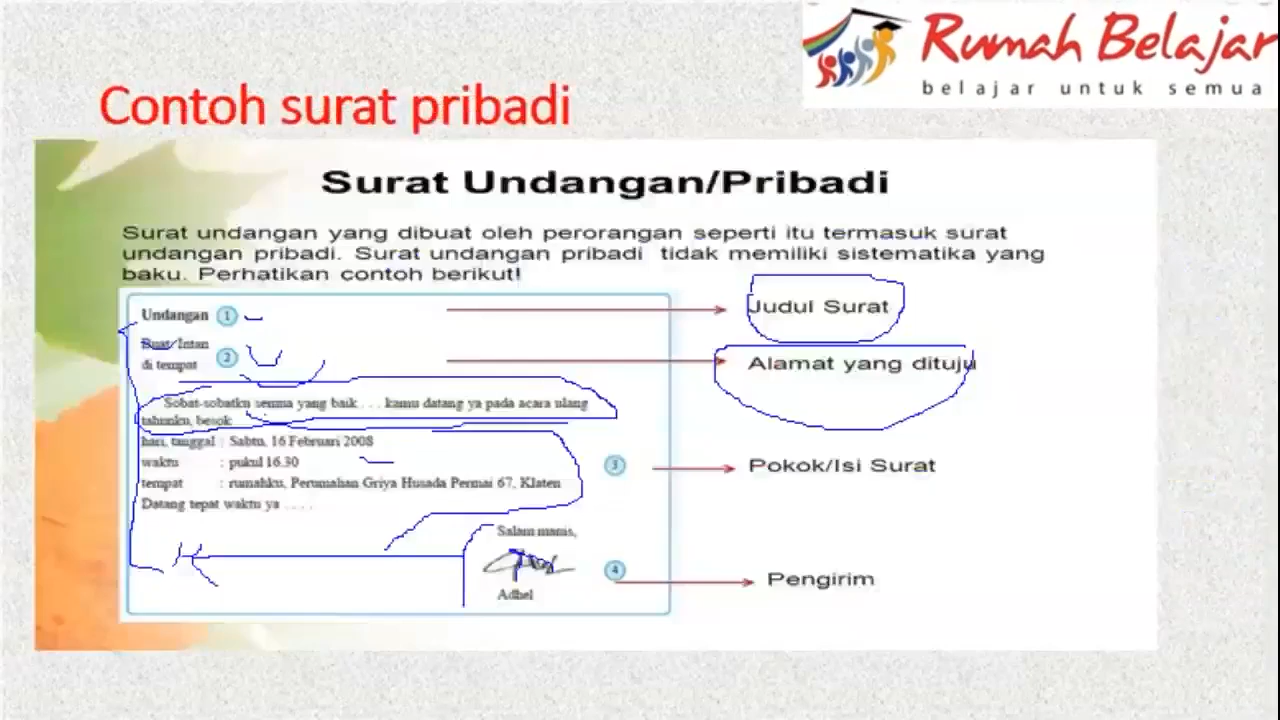 Rumah Belajar
belajar untuk semua
Contoh surat pribadi
Surat Undangan/Pribadi
Surat undangan yang dibuat oleh perorangan seperti itu termasuk surat
undangan pribadi. Surat undangan pribadi tidak memiliki sistematika yang
baku. Perhatikan contoh berikut!
Undangan 1 Judul Surat
Buat Intan
di tempat 2 Alamat yang dituju
Sobat-sobatku semua yang baik . . . kamu datang ya pada acara ulang
tahunku, besok
hari, tanggal : Sabtu, 16 Februari 2008
waktu : pukul 16.30
3 Pokok/Isi Surat
tempat : rumahku, Perumahan Griya Husada Permai 67, Klaten
Datang tepat waktu ya . . . .
Salam manis,
4 Pengirim
Adhel